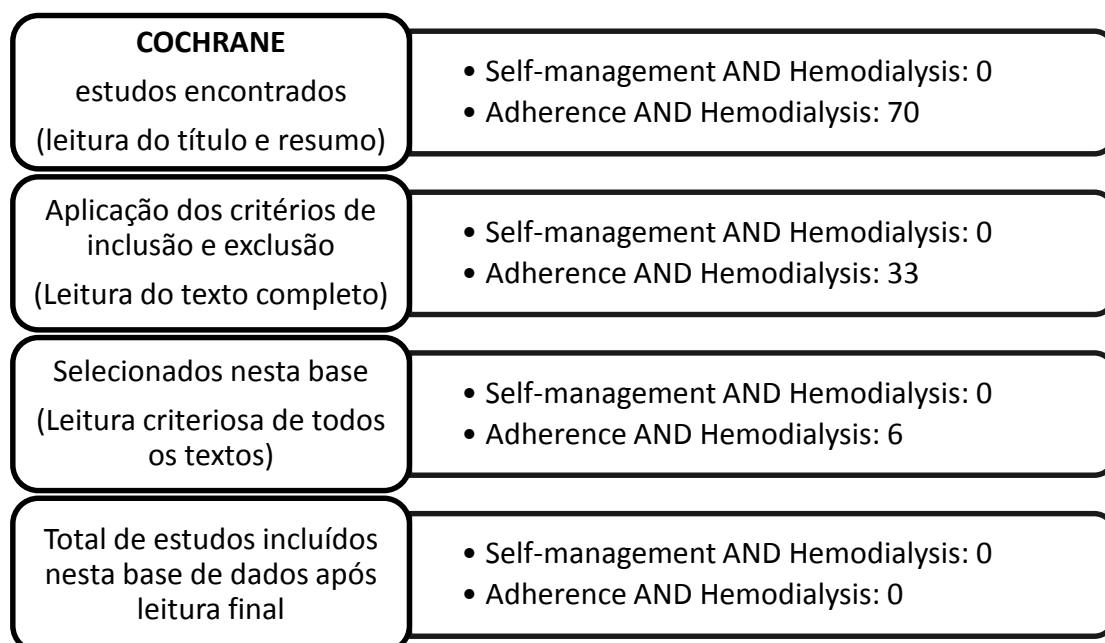 COCHRANE
estudos encontrados
(leitura do título e resumo)
• Self-management AND Hemodialysis: 0
• Adherence AND Hemodialysis: 70
Aplicação dos critérios de
inclusão e exclusão
(Leitura do texto completo)
• Self-management AND Hemodialysis: 0
• Adherence AND Hemodialysis: 33
Selecionados nesta base
(Leitura criteriosa de todos
os textos)
• Self-management AND Hemodialysis: 0
• Adherence AND Hemodialysis: 6
Total de estudos incluídos
nesta base de dados após
leitura final
• Self-management AND Hemodialysis: 0
• Adherence AND Hemodialysis: 0